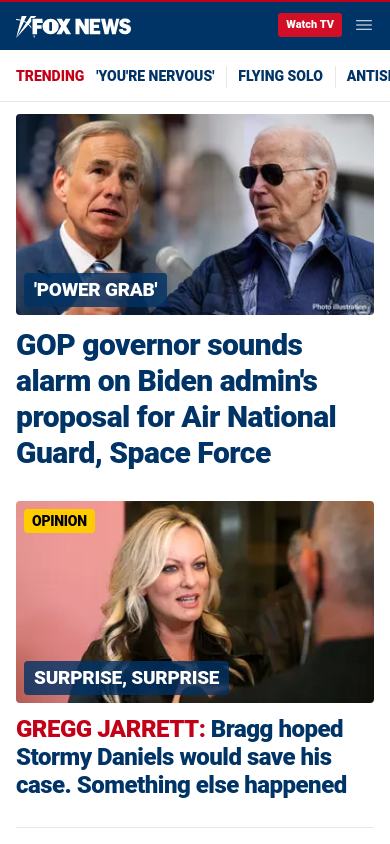 FOX NEWS
Watch TV
TRENDING 'YOU'RE NERVOUS' FLYING SOLO ANTIS
'POWER GRAB'
Photo illustration
GOP governor sounds
alarm on Biden admin's
proposal for Air National
Guard, Space Force
OPINION
SURPRISE, SURPRISE
GREGG JARRETT: Bragg hoped
Stormy Daniels would save his
case. Something else happened